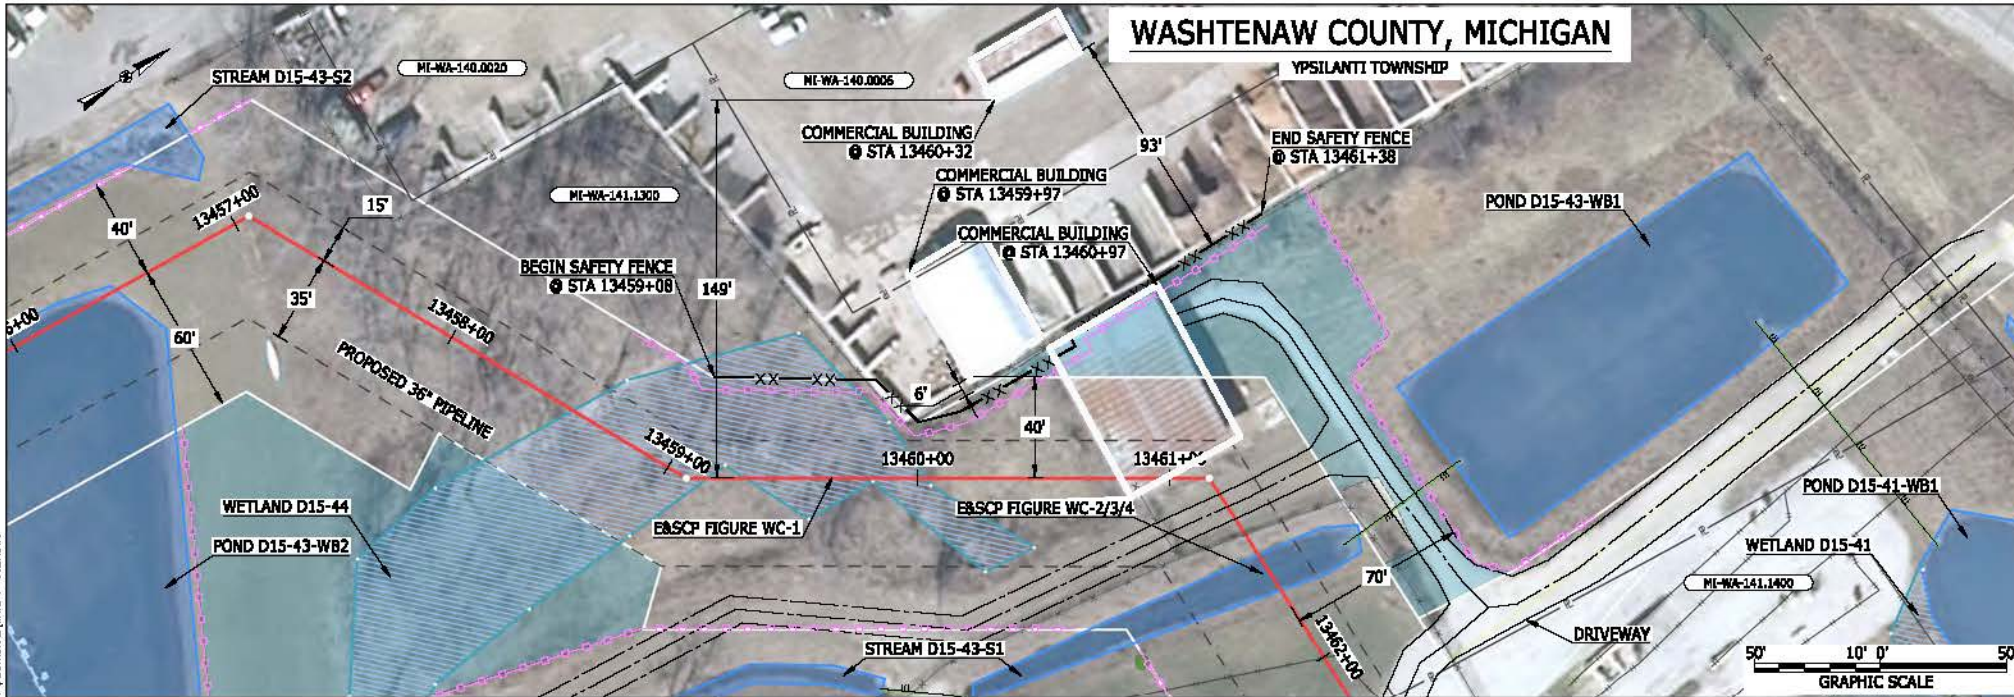 WASHTENAW COUNTY, MICHIGAN
YPSILANTI TOWNSHIP
STREAM D15-43-S2
MI-WA-140.0020
MI-WA-140.0006
COMMERCIAL BUILDING
@ STA 13460+32
93'
END SAFETY FENCE
@ STA 13461+38
COMMERCIAL BUILDING
@ STA 13459+97
MI-WA-141.1300
15'
13457+00
40'
POND D15-43-WB1
COMMERCIAL BUILDING
@ STA 13460+97
BEGIN SAFETY FENCE
@ STA 13459+08
149'
35'
13458+00
60'
PROPOSED 36" PIPELINE
6'
40'
13459+00
13460+00
13461+00
WETLAND D15-44
E&SCP FIGURE WC-1
E&SCP FIGURE WC-2/3/4
POND D15-41-WB1
POND D15-43-WB2
WETLAND D15-41
70'
MI-WA-141.1400
DRIVEWAY
13462+00
STREAM D15-43-S1
50' 10' 0' 50'
GRAPHIC SCALE